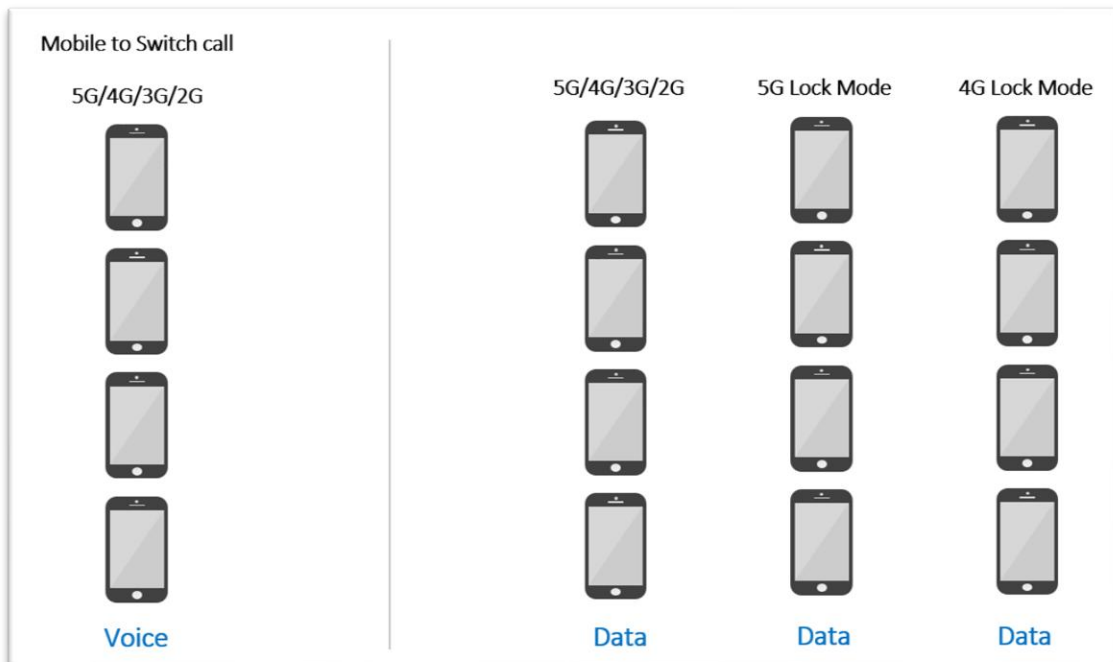 Mobile to Switch call
5G/4G/3G/2G
Voice
5G/4G/3G/2G
5G Lock Mode
4G Lock Mode
Data
Data
Data